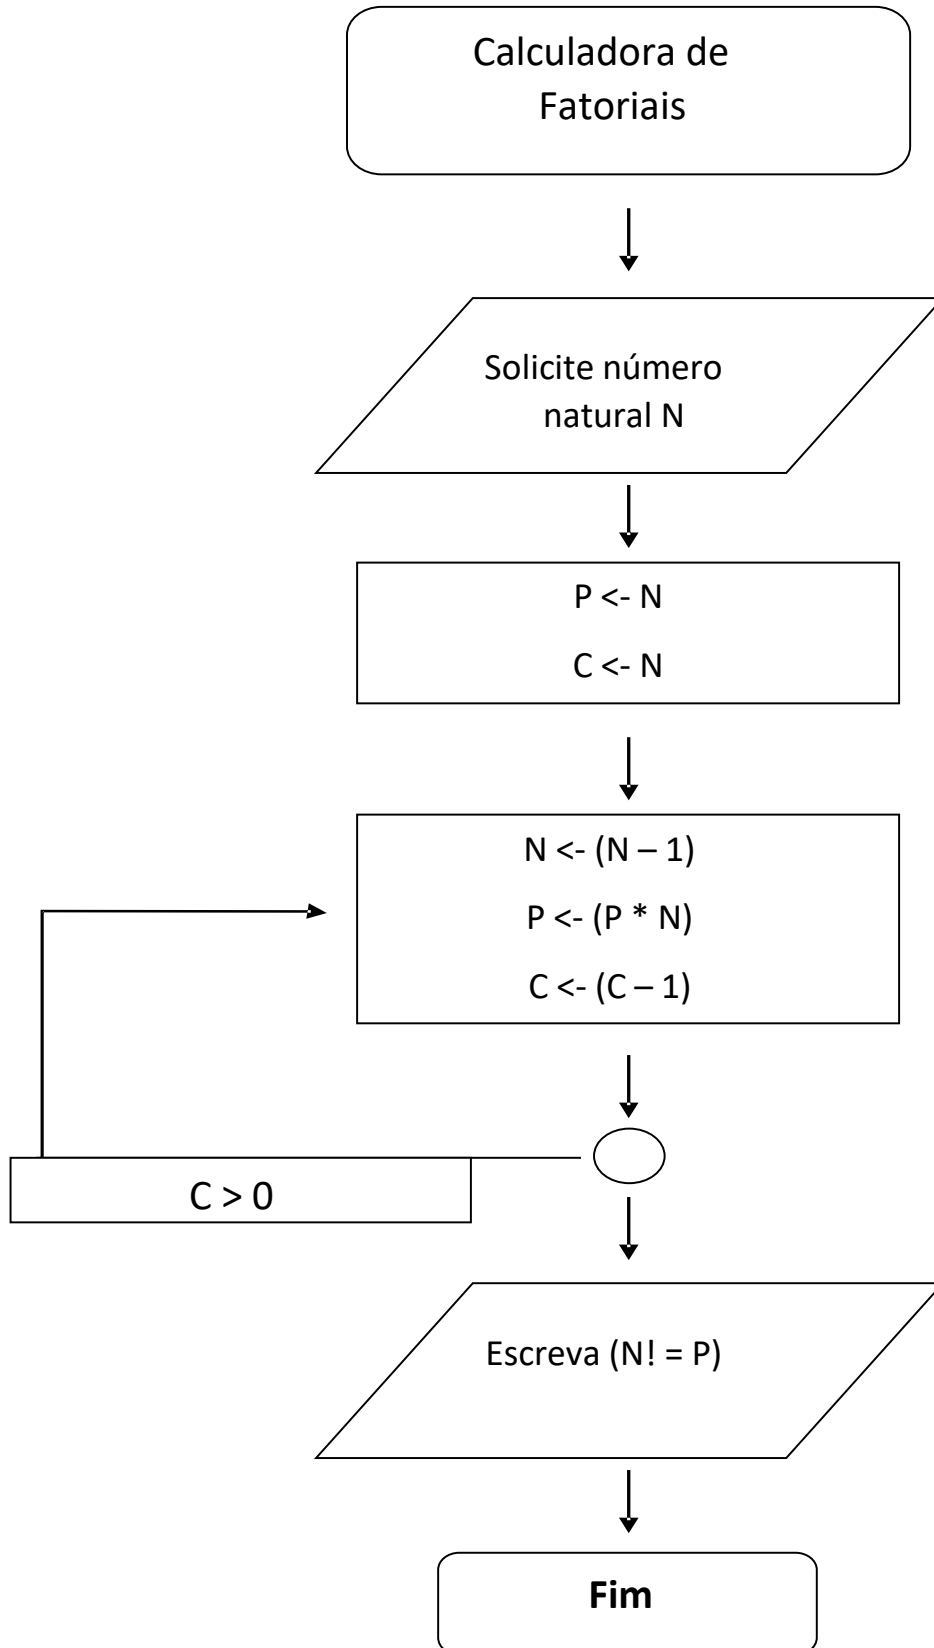 Calculadora de
Fatoriais
Solicite número
natural N
P <- N
C <- N
N <- (N – 1)
P <- (P * N)
C <- (C – 1)
C > 0
Escreva (N! = P)
Fim